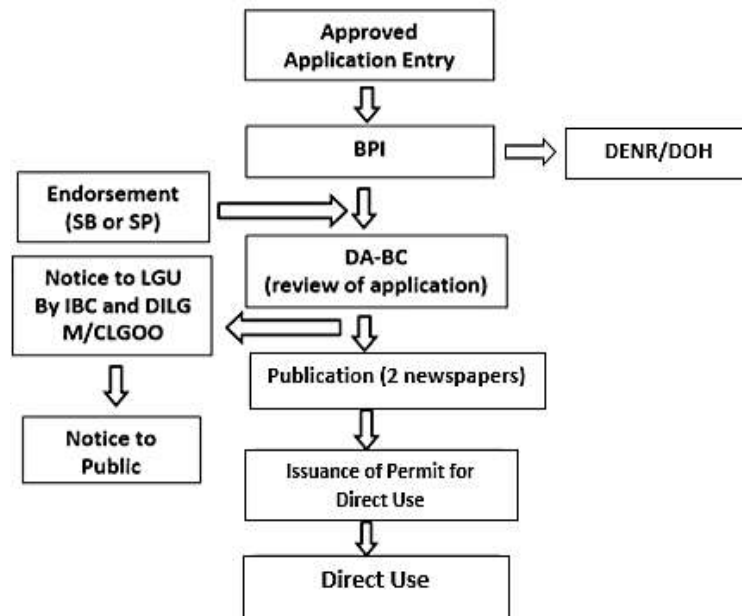 Approved
Application Entry
BPI
DENR/DOH
Endorsement
(SB or SP)
DA-BC
(review of application)
Notice to LGU
By IBC and DILG
M/CLGOO
Publication (2 newspapers)
Notice to
Public
Issuance of Permit for
Direct Use
Direct Use